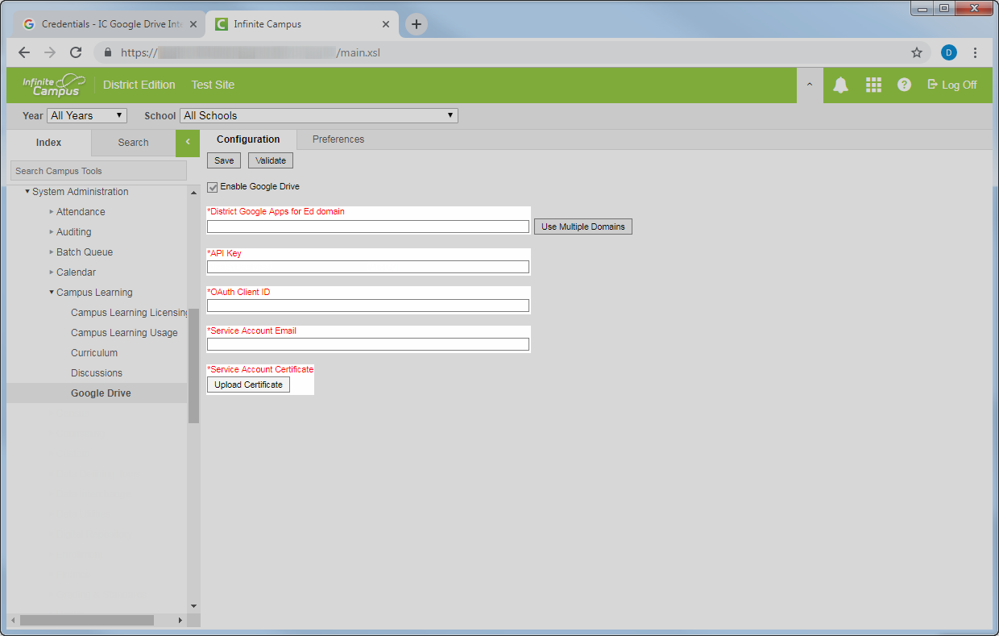 Credentials - IC Google Drive Int
Infinite Campus
https://
/main.xsl
D
Infinite Campus
District Edition
Test Site
?
Log Off
Year
All Years
School
All Schools
Index
Search
Configuration
Preferences
Save
Validate
Search Campus Tools
Enable Google Drive
System Administration
Attendance
Auditing
Batch Queue
Calendar
Campus Learning
Campus Learning Licensing
Campus Learning Usage
Curriculum
Discussions
Google Drive
*District Google Apps for Ed domain
Use Multiple Domains
*API Key
*OAuth Client ID
*Service Account Email
*Service Account Certificate
Upload Certificate